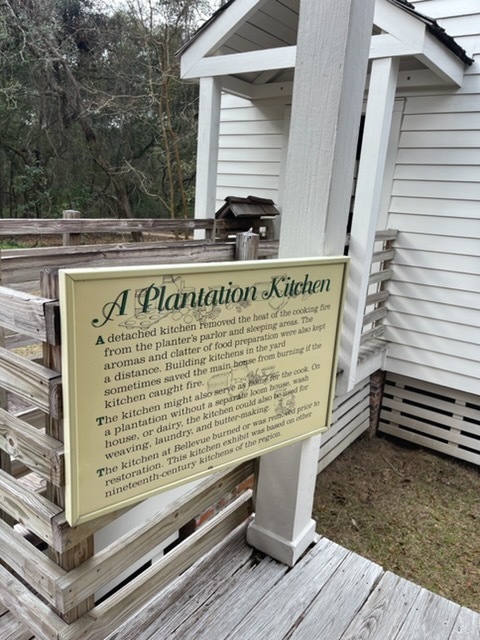 A Plantation Kitchen
A detached kitchen removed the heat of the cooking fire
from the planter's parlor and sleeping areas. The
aromas and clatter of food preparation were also kept
a distance. Building kitchens in the yard
sometimes saved the main house from burning if the
kitchen caught fire.
The kitchen might also serve as home for the cook. On
a plantation without a separate loom house, wash
house, or dairy, the kitchen could also be used for
weaving, laundry, and butter-making.
The kitchen at Bellevue burned or was removed prior to
restoration. This kitchen exhibit was based on other
nineteenth-century kitchens of the region.